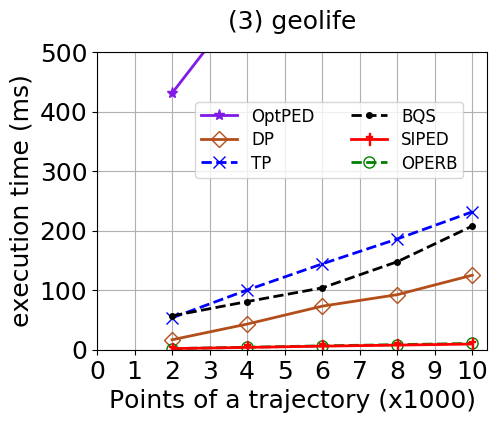 (3) geolife
execution time (ms)
500
400
300
200
100
0
OptPED
DP
TP
BQS
SIPED
OPERB
0 1 2 3 4 5 6 7 8 9 10
Points of a trajectory (x1000)